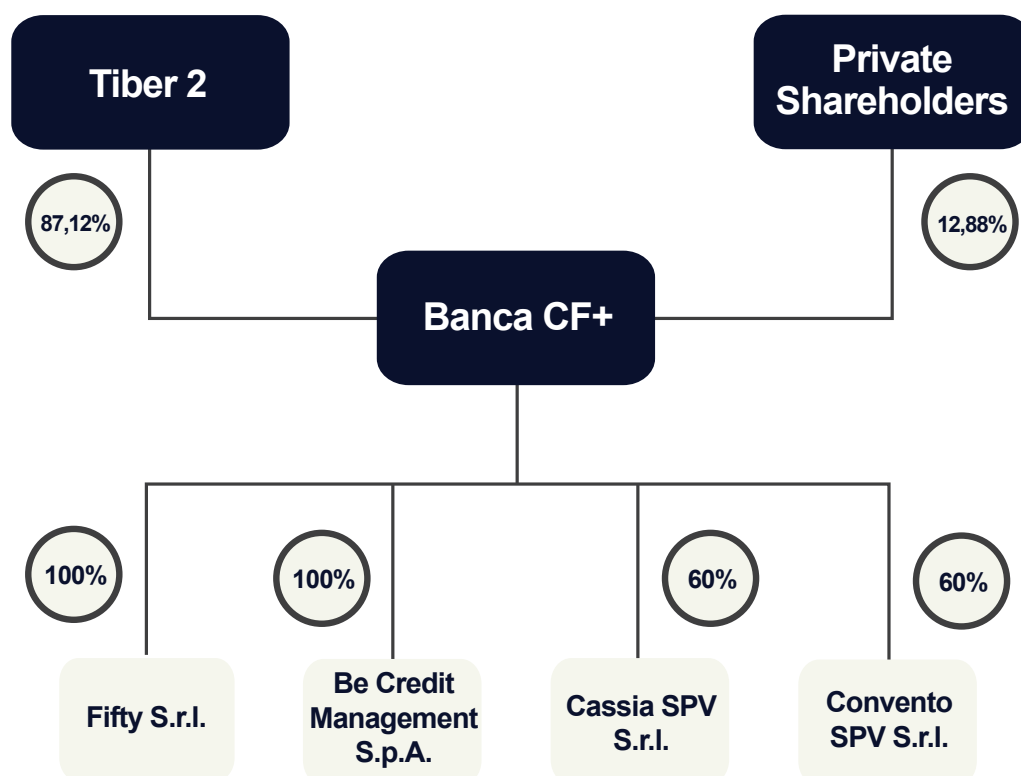 Tiber 2
Private
Shareholders
87,12%
12,88%
Banca CF+
100%
100%
60%
60%
Fifty S.r.l.
Be Credit
Management
S.p.A.
Cassia SPV
S.r.l.
Convento
SPV S.r.l.